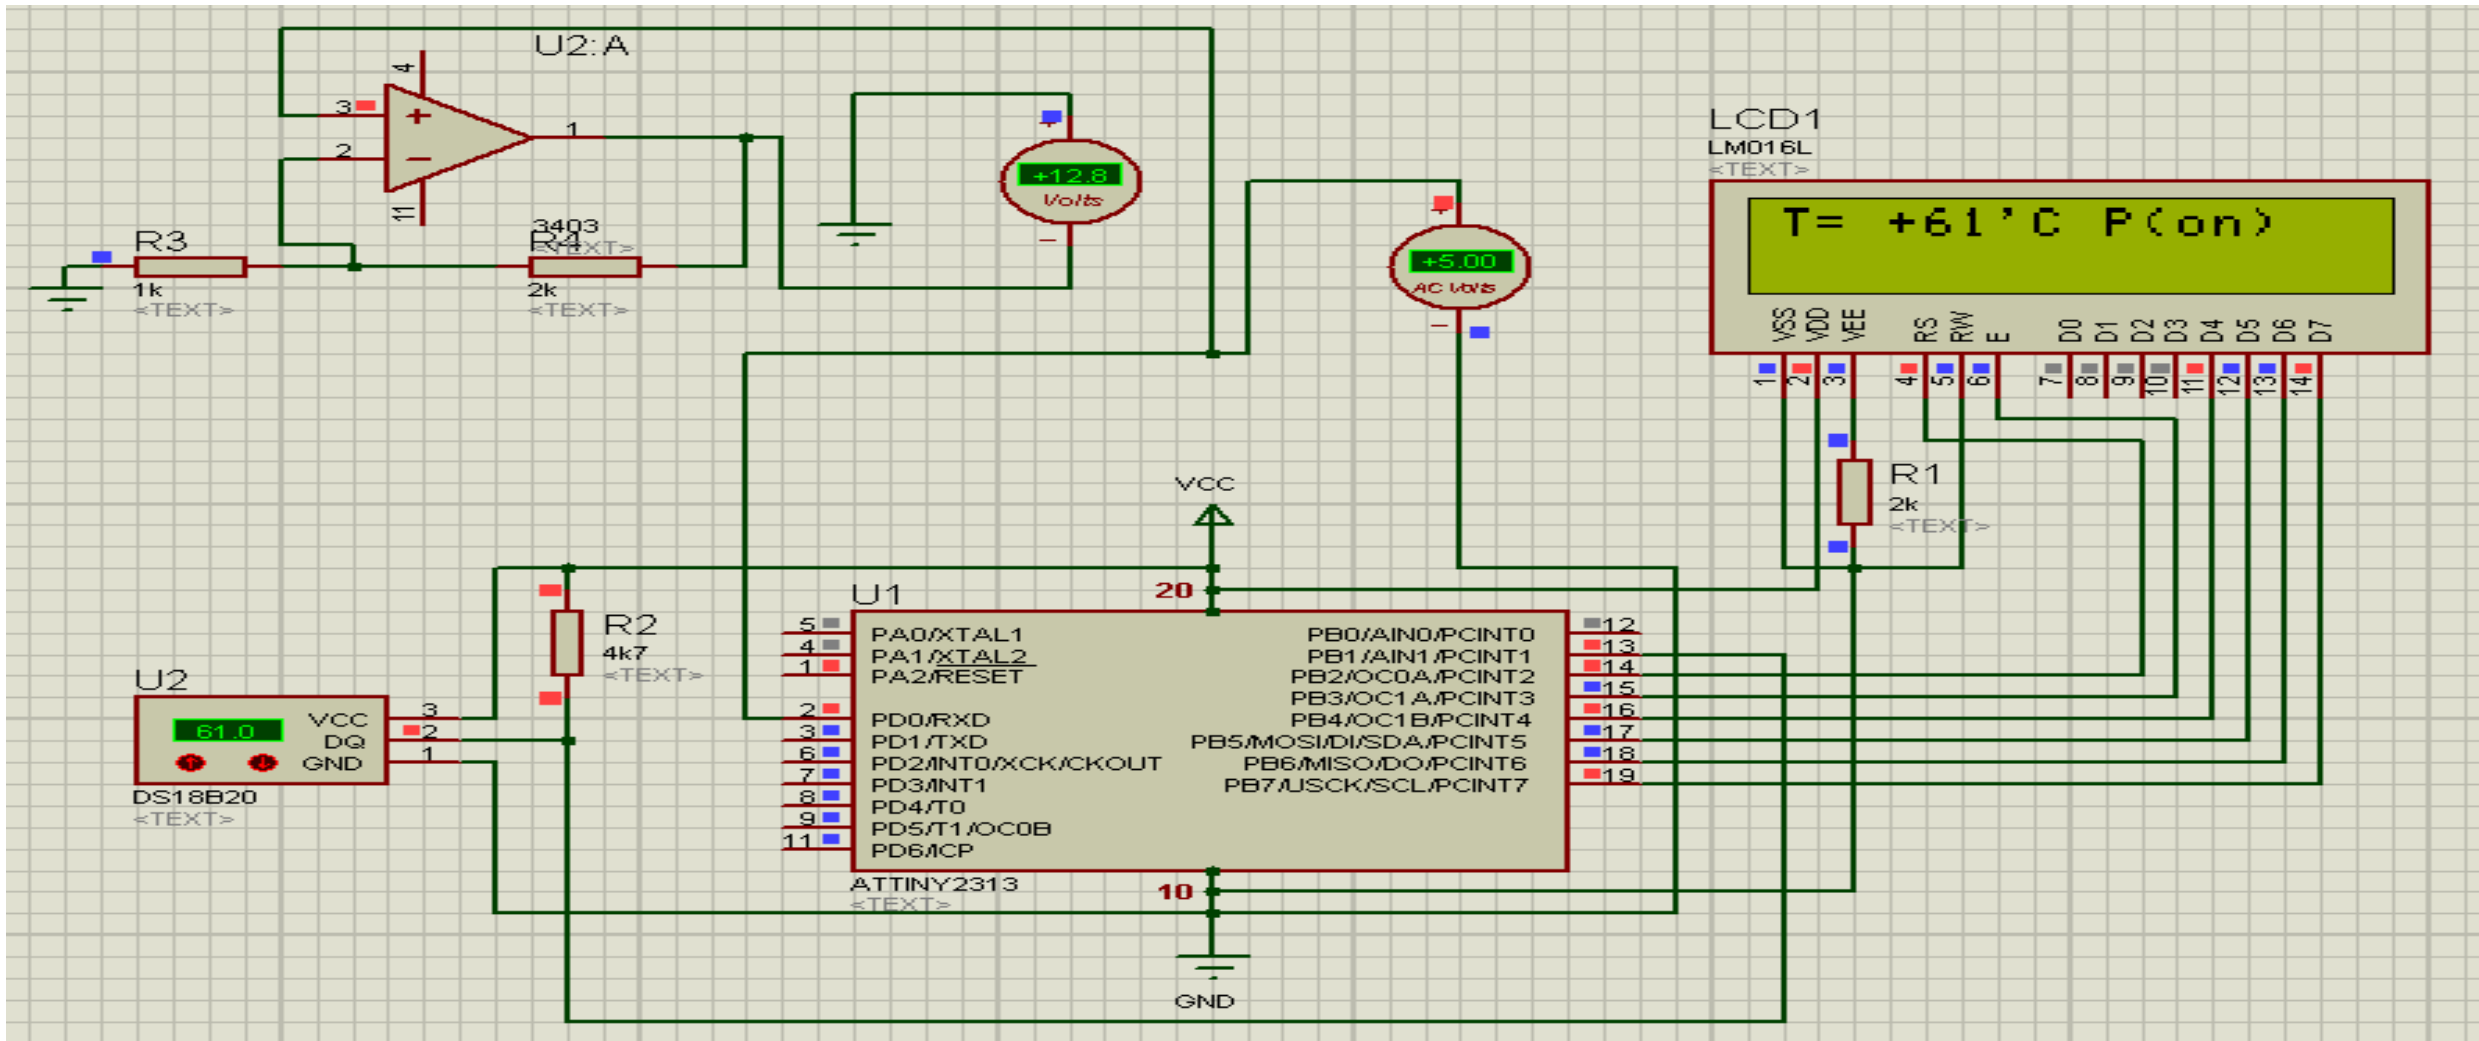 U2:A
4
3
+
2
−
1
11
3403
<TEXT>
R3
1k
<TEXT>
R4
2k
<TEXT>
+
+12.8
Volts
−
+
+5.00
AC Volts
−
LCD1
LM016L
<TEXT>
T= +61'C P(on)
VSS VDD VEE RS RW E D0 D1 D2 D3 D4 D5 D6 D7
1 2 3 4 5 6 7 8 9 10 11 12 13 14
R1
2k
<TEXT>
VCC
20
R2
4k7
<TEXT>
U2
61.0
VCC 3
DQ 2
GND 1
DS18B20
<TEXT>
U1
5 PA0/XTAL1 PB0/AIN0/PCINT0 12
4 PA1/XTAL2 PB1/AIN1/PCINT1 13
1 PA2/RESET PB2/OC0A/PCINT2 14
PB3/OC1A/PCINT3 15
2 PD0/RXD PB4/OC1B/PCINT4 16
3 PD1/TXD PB5/MOSI/DI/SDA/PCINT5 17
6 PD2/INT0/XCK/CKOUT PB6/MISO/DO/PCINT6 18
7 PD3/INT1 PB7/USCK/SCL/PCINT7 19
8 PD4/T0
9 PD5/T1/OC0B
11 PD6/ICP
ATTINY2313
<TEXT>
10
GND